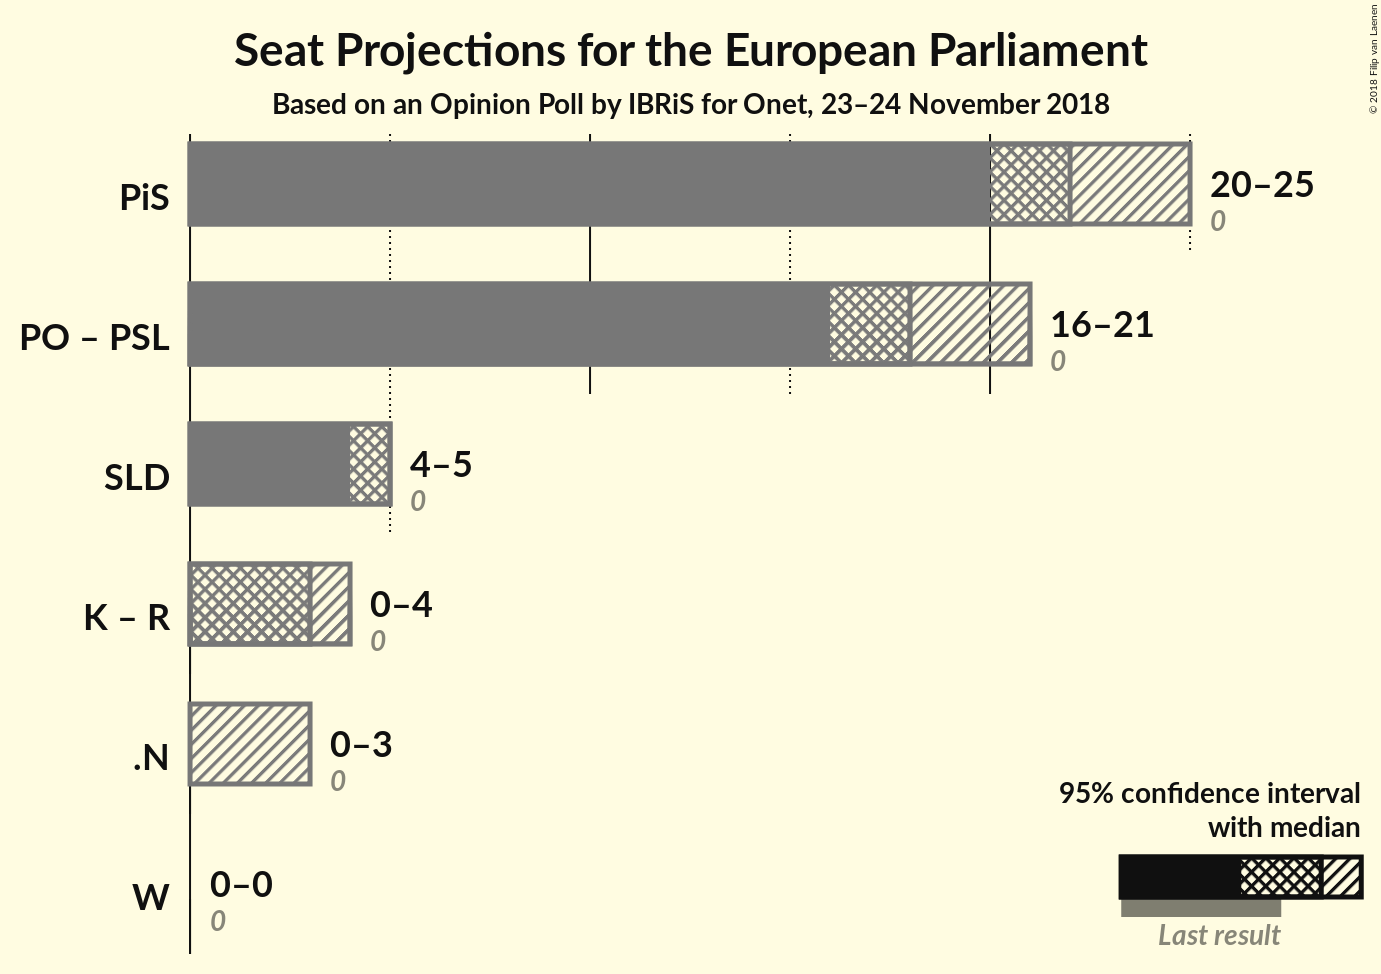 Seat Projections for the European Parliament
Based on an Opinion Poll by IBRiS for Onet, 23–24 November 2018
© 2018 Filip van Laenen
PiS
20–25
0
PO – PSL
16–21
0
SLD
4–5
0
K – R
0–4
0
.N
0–3
0
W
0–0
0
95% confidence interval
with median
Last result